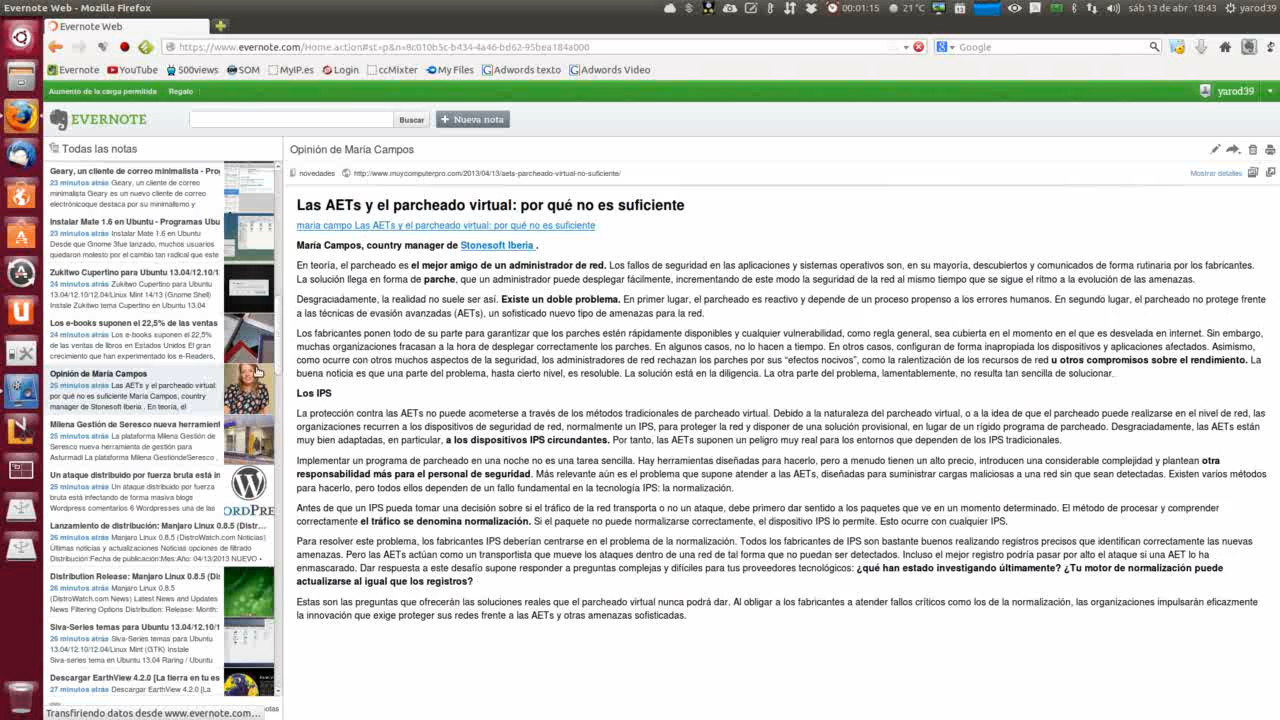 Evernote Web - Mozilla Firefox
00:01:15
21 °C
sáb 13 de abr
18:43
yarod39
Evernote Web
https://www.evernote.com/Home.action#st=p&n=8c010b5c-b434-4a46-bd62-95bea184a000
Google
Evernote
YouTube
500views
SOM
MyIP.es
Login
ccMixter
My Files
Adwords texto
Adwords Video
Aumento de la carga permitida
Regalo
yarod39
EVERNOTE
Buscar
+ Nueva nota
Todas las notas
Geary, un cliente de correo minimalista - Pro
23 minutos atrás Geary, un cliente de correo
minimalista Geary es un nuevo cliente de correo
electrónicoque destaca por su minimalismo y
Instalar Mate 1.6 en Ubuntu - Programas Ubu
23 minutos atrás Instalar Mate 1.6 en Ubuntu
Desde que Gnome 3fue lanzado, muchos usuarios
quedaron molesto por el cambio tan radical que este
Zukitwo Cupertino para Ubuntu 13.04/12.10/1
24 minutos atrás Zukitwo Cupertino para Ubuntu
13.04/12.10/12.04/Linux Mint 14/13 (Gnome Shell)
Instale Zukitwo tema Cupertino en Ubuntu 13.04
Los e-books suponen el 22,5% de las ventas
24 minutos atrás Los e-books suponen el 22,5%
de las ventas de libros en Estados Unidos El gran
crecimiento que han experimentado los e-Readers,
Opinión de María Campos
25 minutos atrás Las AETs y el parcheado virtual:
por qué no es suficiente María Campos, country
manager de Stonesoft Iberia . En teoría, el
Milena Gestión de Seresco nueva herramient
25 minutos atrás La plataforma Milena Gestión de
Seresco nueva herramienta de gestión para
Asturmadi La plataforma Milena GestióndeSeresco .
Un ataque distribuido por fuerza bruta está in
25 minutos atrás Un ataque distribuido por fuerza
bruta está infectando de forma masiva blogs
Wordpress comentarios 6 Wordpresses una de las
ORDPRE
Lanzamiento de distribución: Manjaro Linux 0.8.5 (Distr...
26 minutos atrás Manjaro Linux 0.8.5 (DistroWatch.com Noticias)
Últimas noticias y actualizaciones Noticias opciones de filtrado
Distribución:Fecha de publicación:Mes:Año: 04/13/2013 NUEVO •
Distribution Release: Manjaro Linux 0.8.5 (Dis
26 minutos atrás Manjaro Linux 0.8.5
(DistroWatch.com News) Latest News and Updates
News Filtering Options Distribution: Release: Month:
Siva-Series temas para Ubuntu 13.04/12.10/1
26 minutos atrás Siva-Series temas para Ubuntu
13.04/12.10/12.04/Linux Mint (GTK) Instale
Siva-series tema en Ubuntu 13.04 Raring / Ubuntu
Descargar EarthView 4.2.0 [La tierra en tu es
27 minutos atrás Descargar EarthView 4.2.0 [La
otas
Transfiriendo datos desde www.evernote.com...
Opinión de María Campos
novedades
http://www.muycomputerpro.com/2013/04/13/aets-parcheado-virtual-no-suficiente/
Mostrar detalles
Las AETs y el parcheado virtual: por qué no es suficiente
maria campo Las AETs y el parcheado virtual: por qué no es suficiente
María Campos, country manager de Stonesoft Iberia .
En teoría, el parcheado es el mejor amigo de un administrador de red. Los fallos de seguridad en las aplicaciones y sistemas operativos son, en su mayoría, descubiertos y comunicados de forma rutinaria por los fabricantes.
La solución llega en forma de parche, que un administrador puede desplegar fácilmente, incrementando de este modo la seguridad de la red al mismo tiempo que se sigue el ritmo a la evolución de las amenazas.
Desgraciadamente, la realidad no suele ser así. Existe un doble problema. En primer lugar, el parcheado es reactivo y depende de un proceso propenso a los errores humanos. En segundo lugar, el parcheado no protege frente
a las técnicas de evasión avanzadas (AETs), un sofisticado nuevo tipo de amenazas para la red.
Los fabricantes ponen todo de su parte para asegurar que los parches estén rápidamente disponibles y cualquier vulnerabilidad, como regla general, sea cubierta en el momento en el que es desvelada en internet. Sin embargo,
muchas organizaciones fracasan a la hora de desplegar correctamente los parches. En algunos casos, no lo hacen a tiempo. En otros casos, configuran de forma inapropiada los dispositivos y aplicaciones afectados. Asimismo,
como ocurre con otros muchos aspectos de la seguridad, los administradores de red rechazan los parches por sus “efectos nocivos”, como la ralentización de los recursos de red u otros compromisos sobre el rendimiento. La
buena noticia es que una parte del problema, hasta cierto nivel, es resoluble. La solución está en la diligencia. La otra parte del problema, lamentablemente, no resulta tan sencilla de solucionar.
Los IPS
La protección contra las AETs no puede acometerse a través de los métodos tradicionales de parcheado virtual. Debido a la naturaleza del parcheado virtual, o a la idea de que el parcheado puede realizarse en el nivel de red, las
organizaciones recurren a los dispositivos de seguridad de red, normalmente un IPS, para proteger la red y disponer de una solución provisional, en lugar de un rígido programa de parcheado. Desgraciadamente, las AETs están
muy bien adaptadas, en particular, a los dispositivos IPS circundantes. Por tanto, las AETs suponen un peligro muy real para los entornos que dependen de los IPS tradicionales.
Implementar un programa de parcheado en una noche no es una tarea sencilla. Hay herramientas diseñadas para hacerlo, pero a menudo tienen un alto precio, introducen una considerable complejidad y plantean otra
responsabilidad más para el personal de seguridad. Más relevante aún es el problema que supone atender a las AETs, diseñadas para suministrar cargas maliciosas a una red sin que sean detectadas. Existen varios métodos
para hacerlo, pero todos ellos dependen de un fallo fundamental en la tecnología IPS: la normalización.
Antes de que un IPS pueda tomar una decisión sobre si el tráfico de la red transporta o no un ataque, debe primero dar sentido a los paquetes que ve en un momento determinado. El método de procesar y comprender
correctamente el tráfico se denomina normalización. Si el paquete no puede normalizarse correctamente, el dispositivo IPS lo permite. Esto ocurre con cualquier IPS.
Para resolver este problema, los fabricantes IPS deberían centrarse en el problema de la normalización. Todos los fabricantes de IPS son bastante buenos realizando registros precisos que identifican correctamente las nuevas
amenazas. Pero las AETs actúan como un transportista que mueve los ataques dentro de una red de tal forma que no puedan ser detectados. Incluso el mejor registro podría pasar por alto el ataque si una AET lo ha
enmascarado. Dar respuesta a este desafío supone responder a preguntas complejas y difíciles para tus proveedores tecnológicos: ¿qué han estado investigando últimamente? ¿Tu motor de normalización puede
actualizarse al igual que los registros?
Estas son las preguntas que ofrecerán las soluciones reales que el parcheado virtual nunca podrá dar. Al obligar a los fabricantes a atender fallos críticos como los de la normalización, las organizaciones impulsarán eficazmente
la innovación que exige proteger sus redes frente a las AETs y otras amenazas sofisticadas.